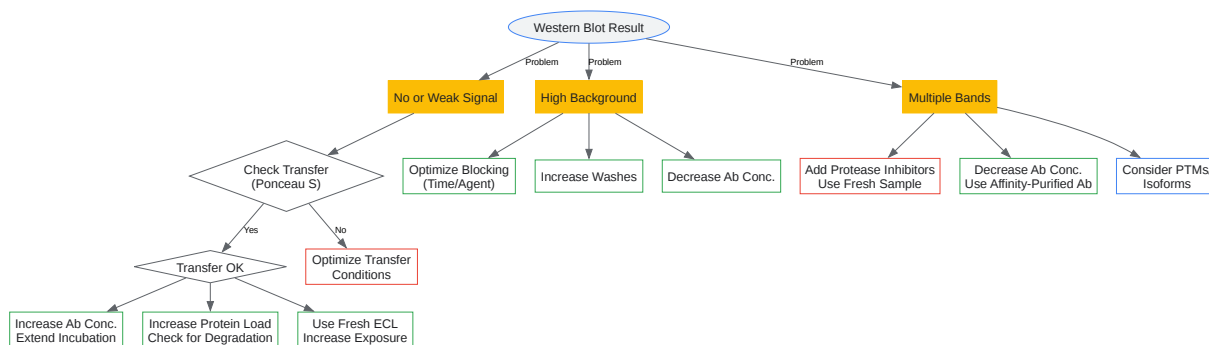 Western Blot Result
Problem
Problem
Problem
No or Weak Signal
High Background
Multiple Bands
Check Transfer
(Ponceau S)
Optimize Blocking
(Time/Agent)
Increase Washes
Decrease Ab Conc.
Add Protease Inhibitors
Use Fresh Sample
Decrease Ab Conc.
Use Affinity-Purified Ab
Consider PTMs/
Isoforms
Yes
No
Transfer OK
Optimize Transfer
Conditions
Increase Ab Conc.
Extend Incubation
Increase Protein Load
Check for Degradation
Use Fresh ECL
Increase Exposure